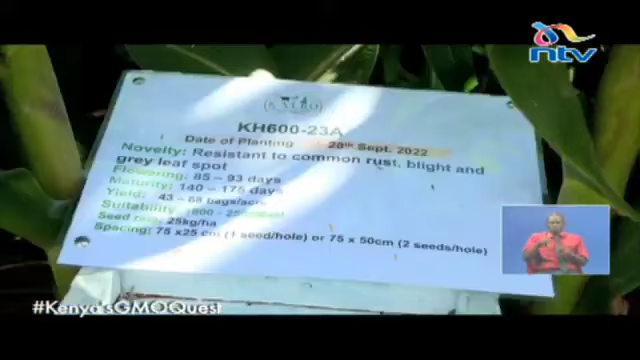 ntv
KALRO
KH600-23A
Date of Planting 28th Sept. 2022
Novelty: Resistant to common rust, blight and
grey leaf spot
Flowering: 85 – 93 days
Maturity: 140 – 175 days
Yield: 43 – 68 bags/acre
Suitability:
Seed rate: 25kg/ha
Spacing: 75 x25 cm (1 seed/hole) or 75 x 50cm (2 seeds/hole)
#Kenya'sGMOQuest